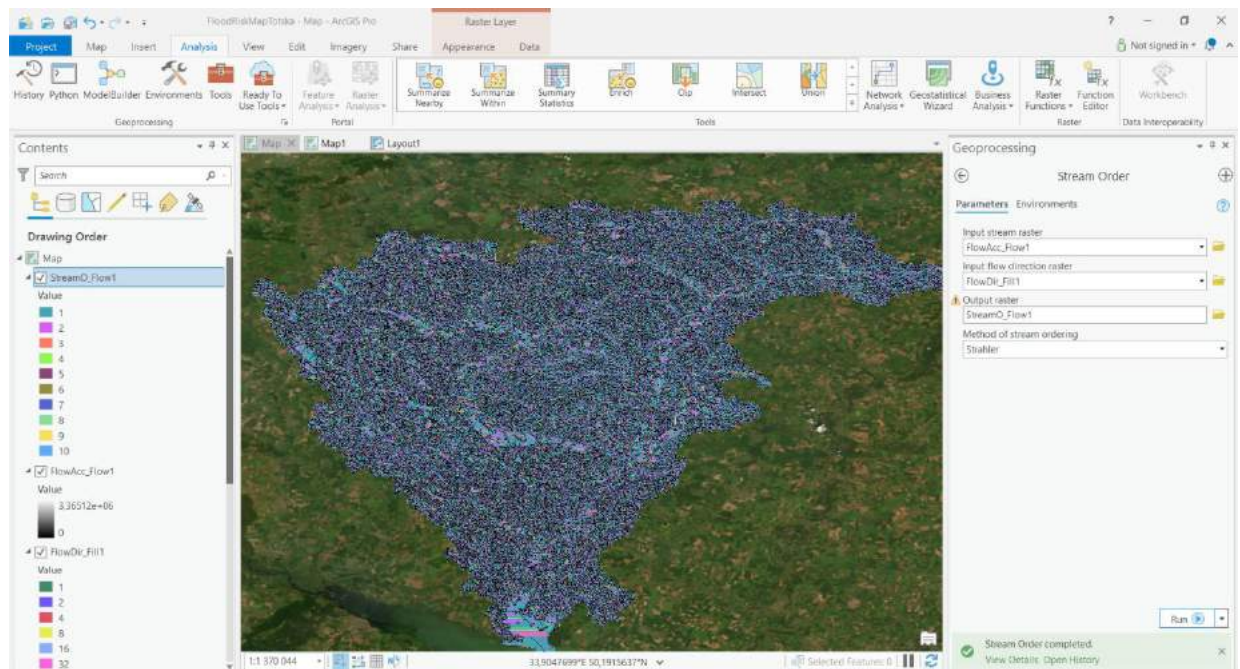 FloodRiskMapTotska - Map - ArcGIS Pro
Raster Layer
?
Project Map Insert Analysis View Edit Imagery Share Appearance Data
Not signed in
History Python ModelBuilder Environments Tools Ready To Use Tools
Feature Analysis Raster Analysis
Summarize Nearby Summarize Within Summary Statistics Enrich Clip Intersect Union
Network Analysis Geostatistical Wizard Business Analysis Raster Functions Function Editor Workbench
Geoprocessing Portal Tools Raster Data Interoperability
Contents
Search
Drawing Order
Map
StreamO_Flow1
Value
1
2
3
4
5
6
7
8
9
10
FlowAcc_Flow1
Value
3,36512e+06
0
FlowDir_Fill1
Value
1
2
4
8
16
32
Map Map1 Layout1
1:1 370 044
33,9047699°E 50,1915637°N
Selected Features: 0
Geoprocessing
Stream Order
Parameters Environments
Input stream raster
FlowAcc_Flow1
Input flow direction raster
FlowDir_Fill1
Output raster
StreamO_Flow1
Method of stream ordering
Strahler
Run
Stream Order completed.
View Details Open History